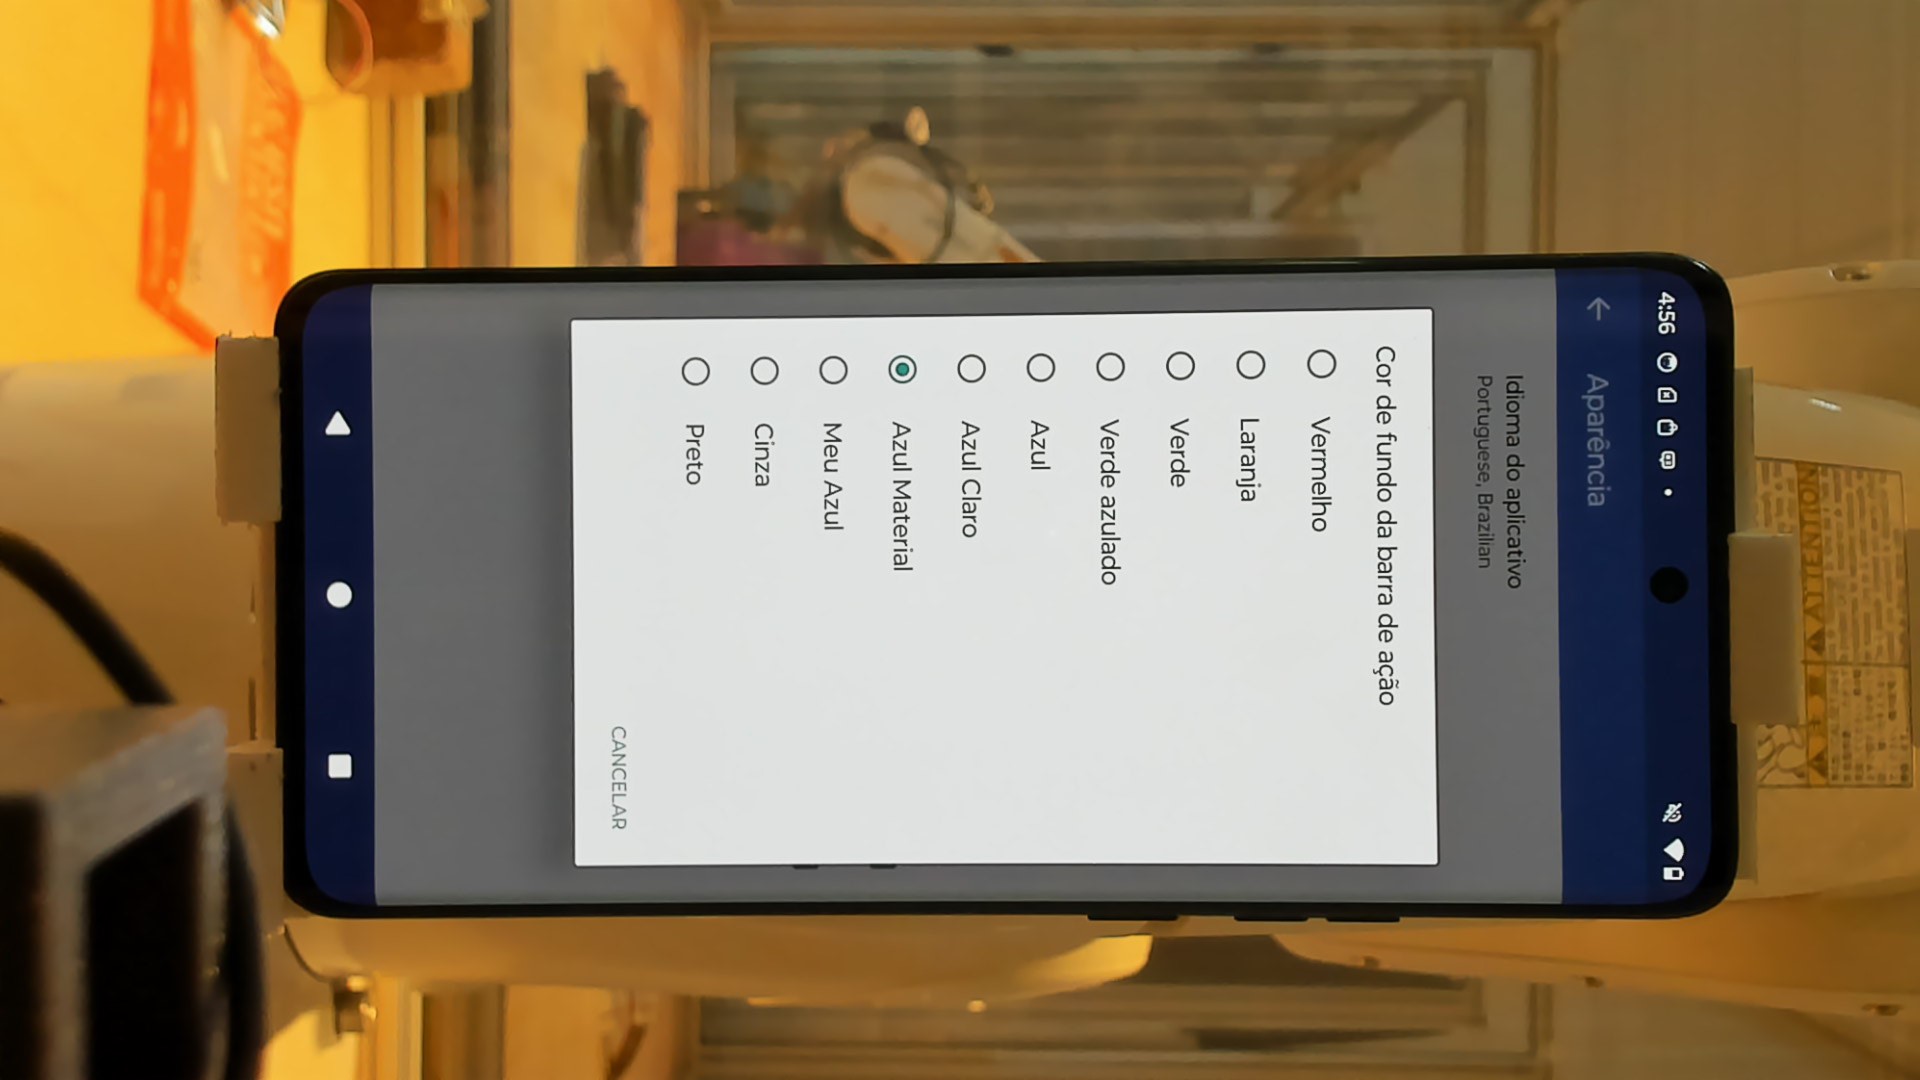 4:56
Aparência
Idioma do aplicativo
Portuguese, Brazilian
Cor de fundo da barra de ação
Vermelho
Laranja
Verde
Verde azulado
Azul
Azul Claro
Azul Material
Meu Azul
Cinza
Preto
CANCELAR
ATTENTION